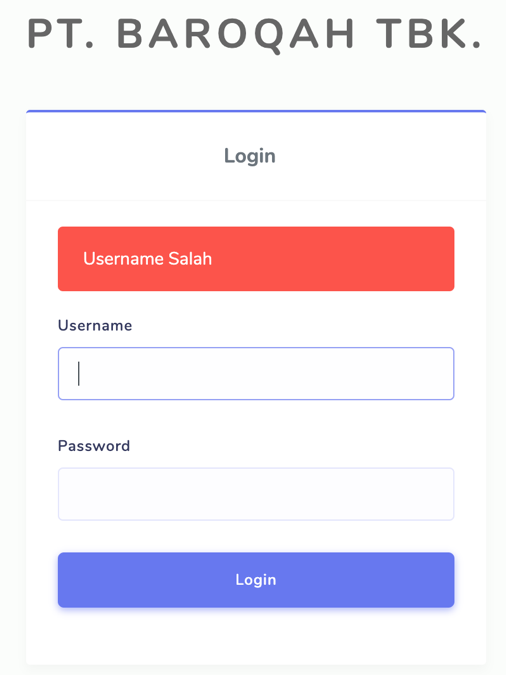 PT. BAROQAH TBK.
Login
Username Salah
Username
Password
Login